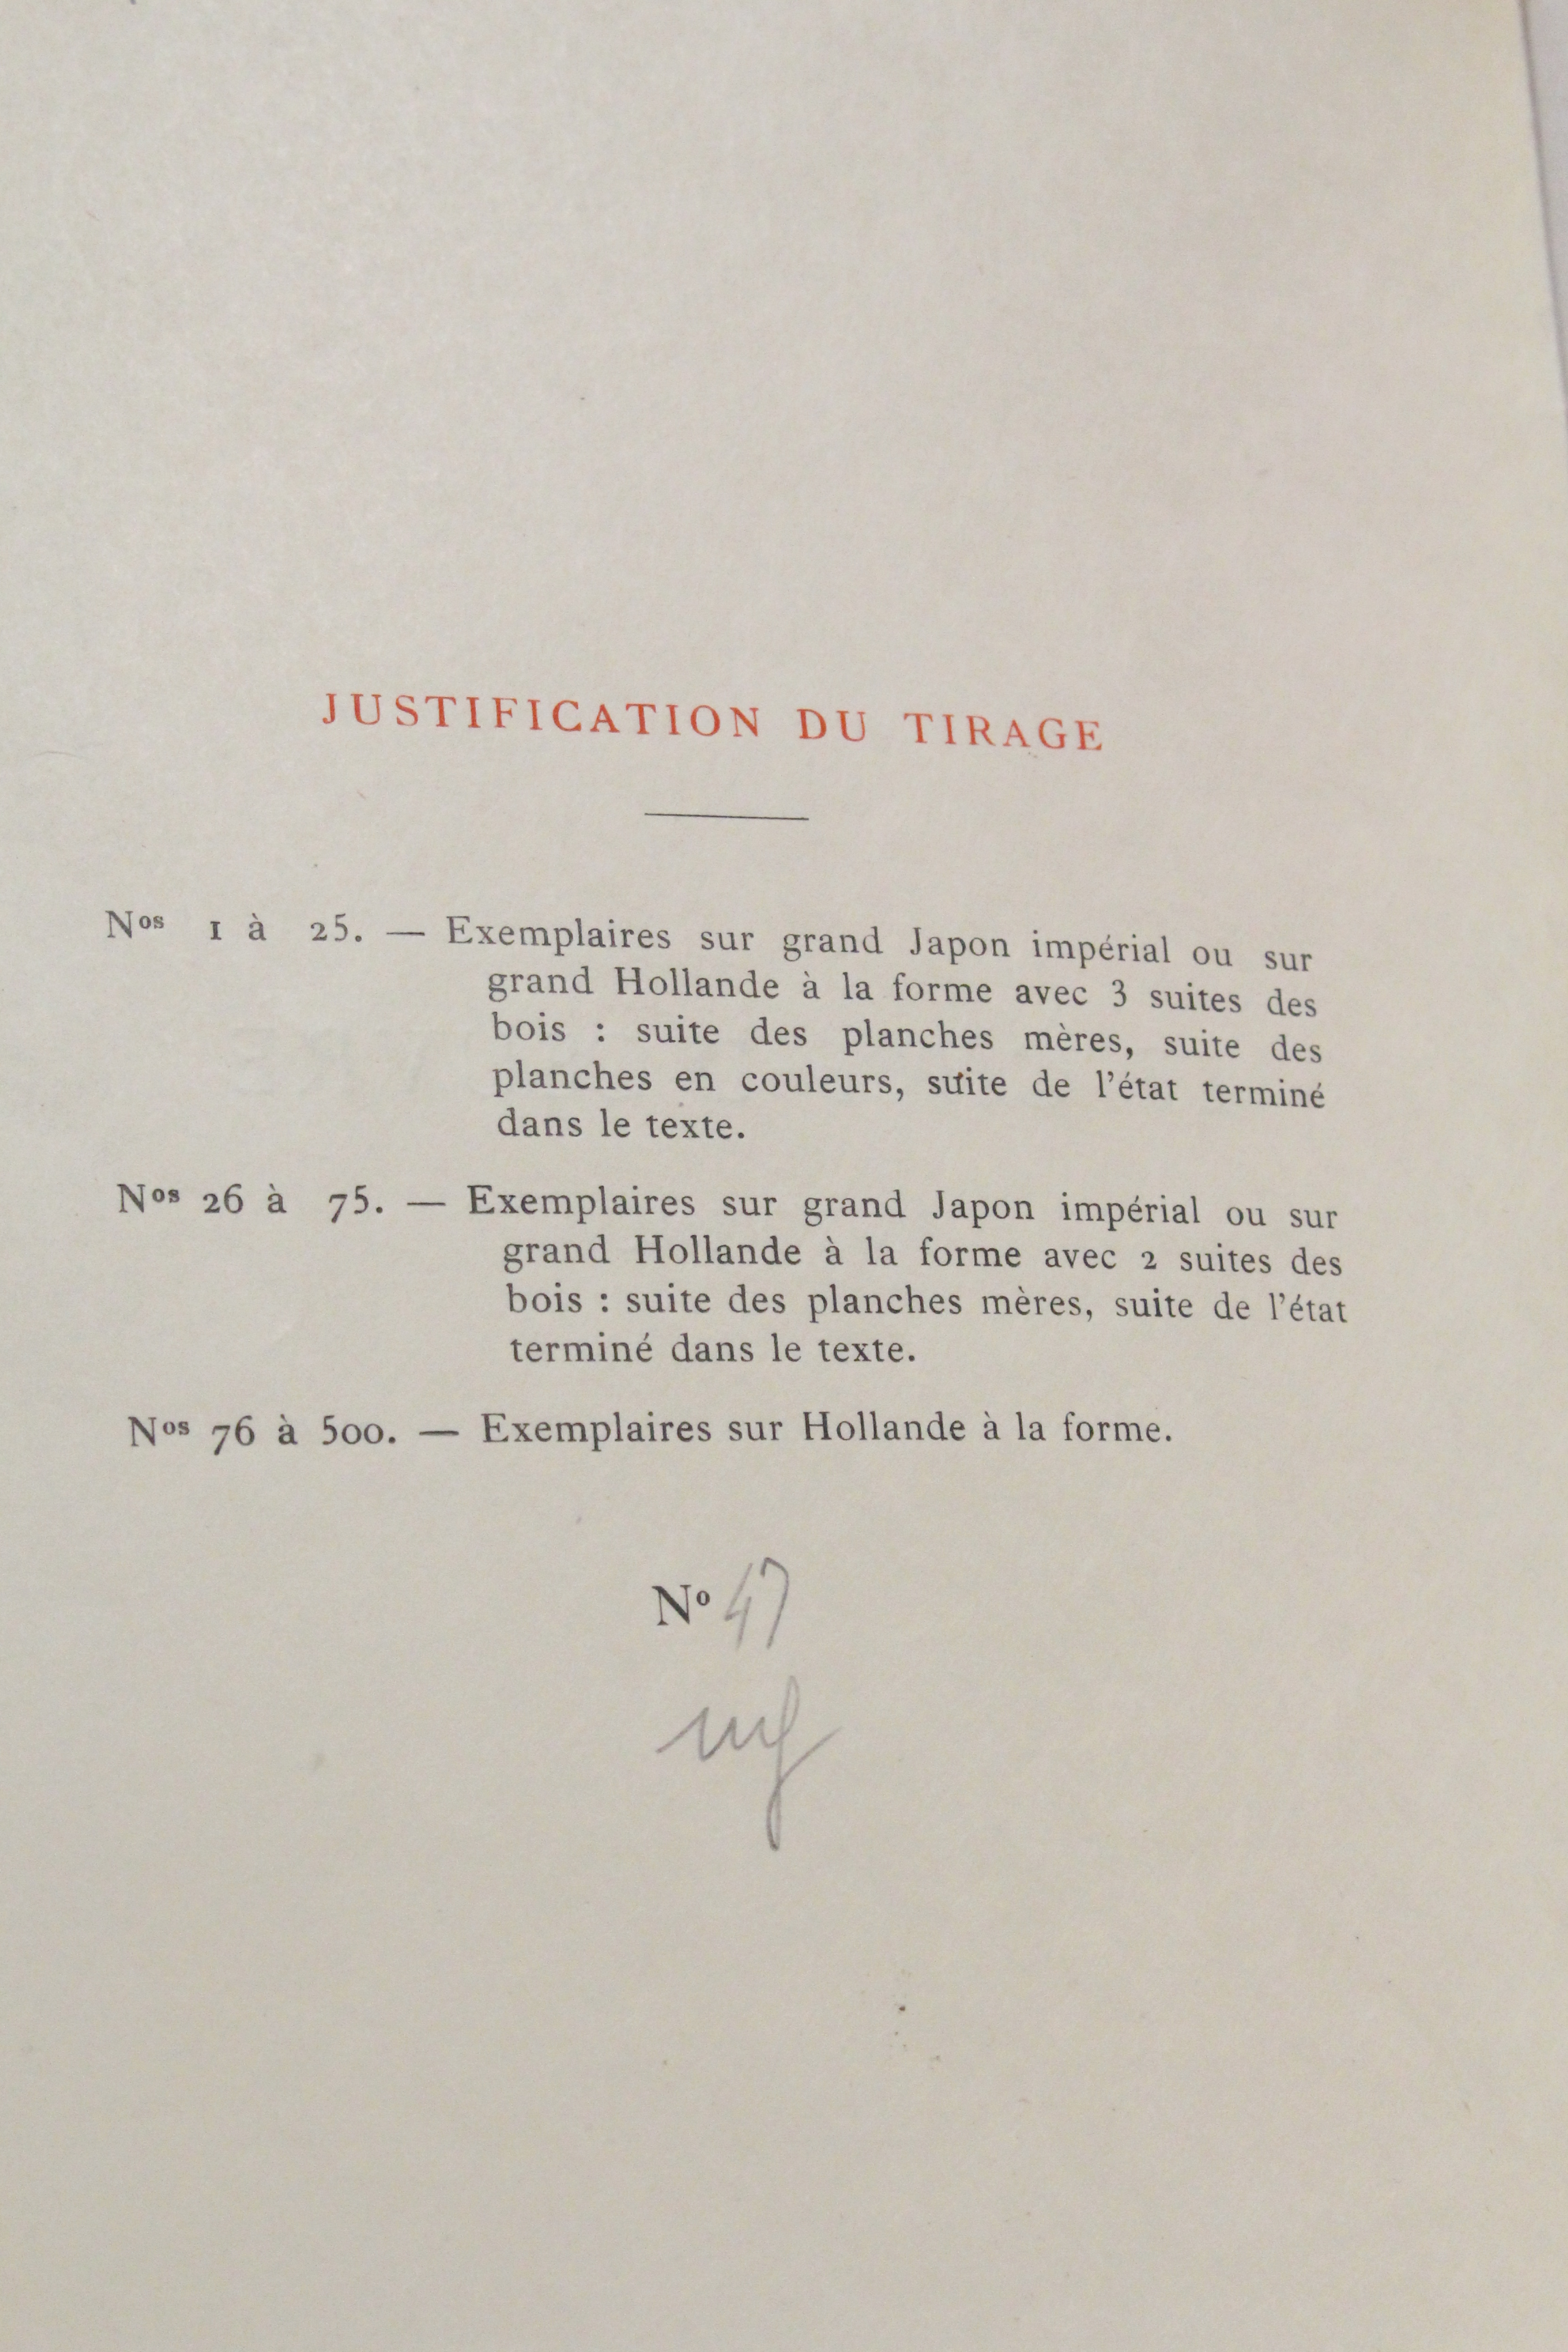 JUSTIFICATION DU TIRAGE
Nos 1 à 25. — Exemplaires sur grand Japon impérial ou sur
grand Hollande à la forme avec 3 suites des
bois : suite des planches mères, suite des
planches en couleurs, suite de l'état terminé
dans le texte.
Nos 26 à 75. — Exemplaires sur grand Japon impérial ou sur
grand Hollande à la forme avec 2 suites des
bois : suite des planches mères, suite de l'état
terminé dans le texte.
Nos 76 à 500. — Exemplaires sur Hollande à la forme.
No 47